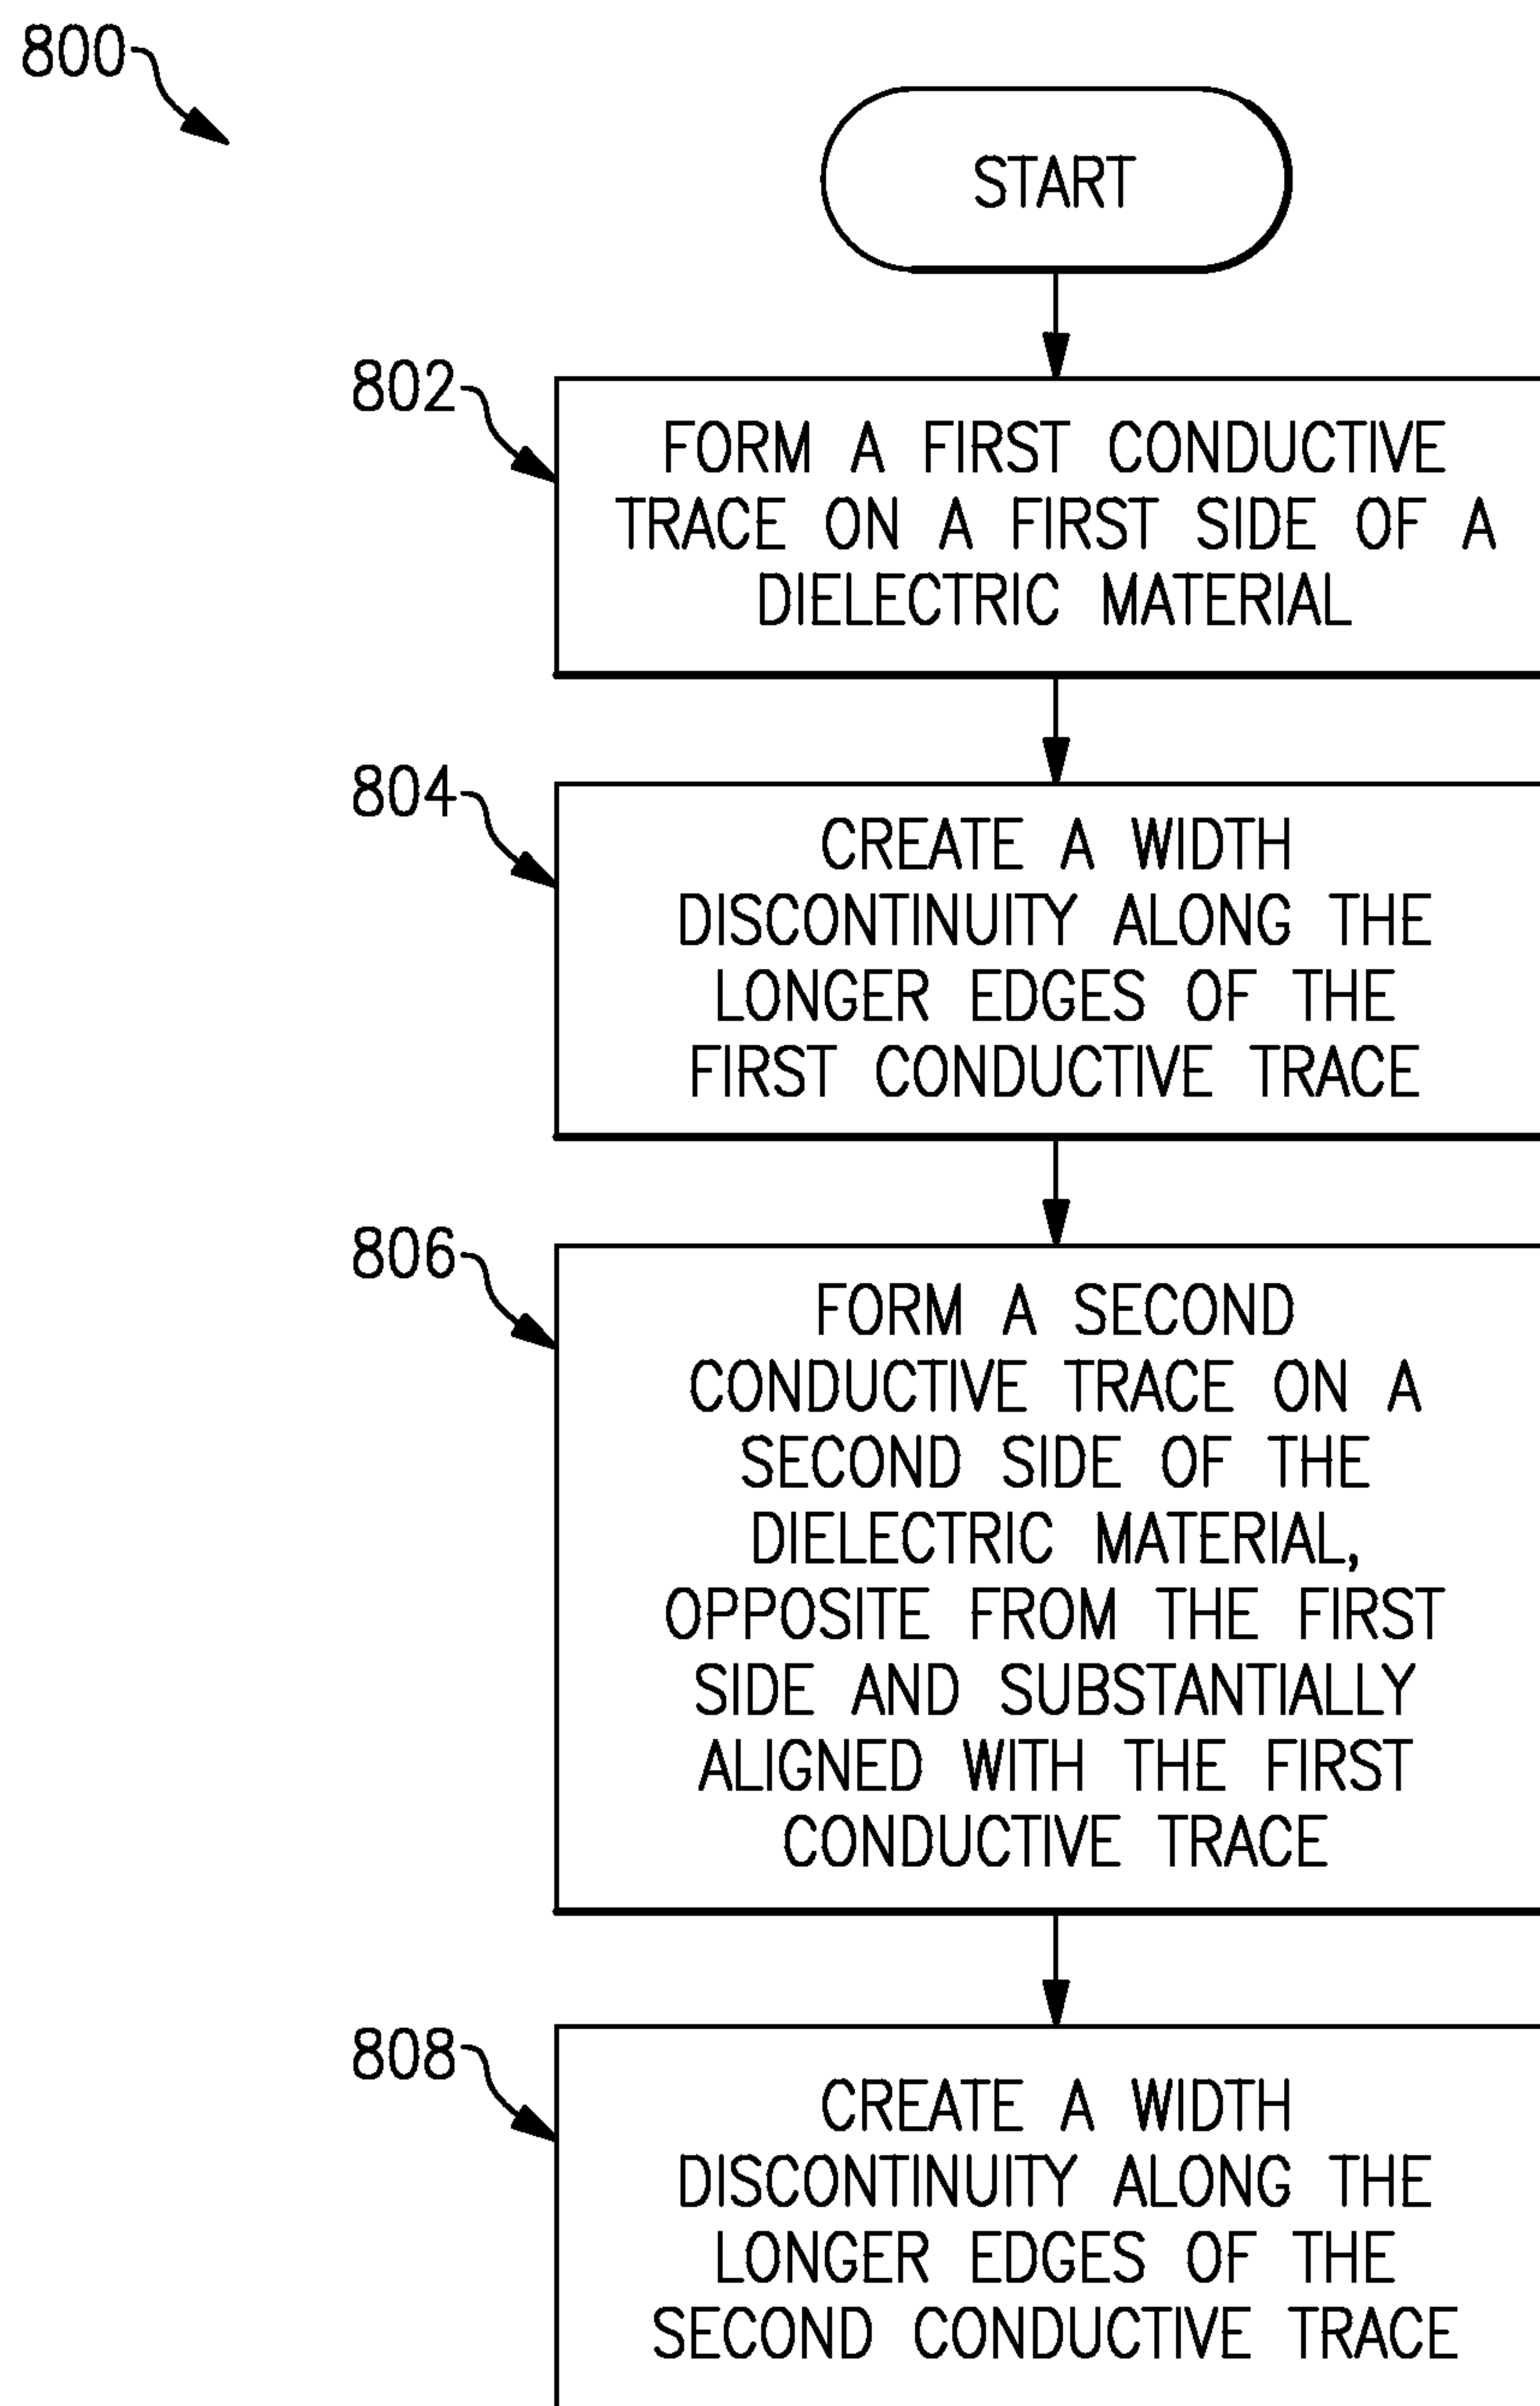 800
START
802
FORM A FIRST CONDUCTIVE
TRACE ON A FIRST SIDE OF A
DIELECTRIC MATERIAL
804
CREATE A WIDTH
DISCONTINUITY ALONG THE
LONGER EDGES OF THE
FIRST CONDUCTIVE TRACE
806
FORM A SECOND
CONDUCTIVE TRACE ON A
SECOND SIDE OF THE
DIELECTRIC MATERIAL,
OPPOSITE FROM THE FIRST
SIDE AND SUBSTANTIALLY
ALIGNED WITH THE FIRST
CONDUCTIVE TRACE
808
CREATE A WIDTH
DISCONTINUITY ALONG THE
LONGER EDGES OF THE
SECOND CONDUCTIVE TRACE